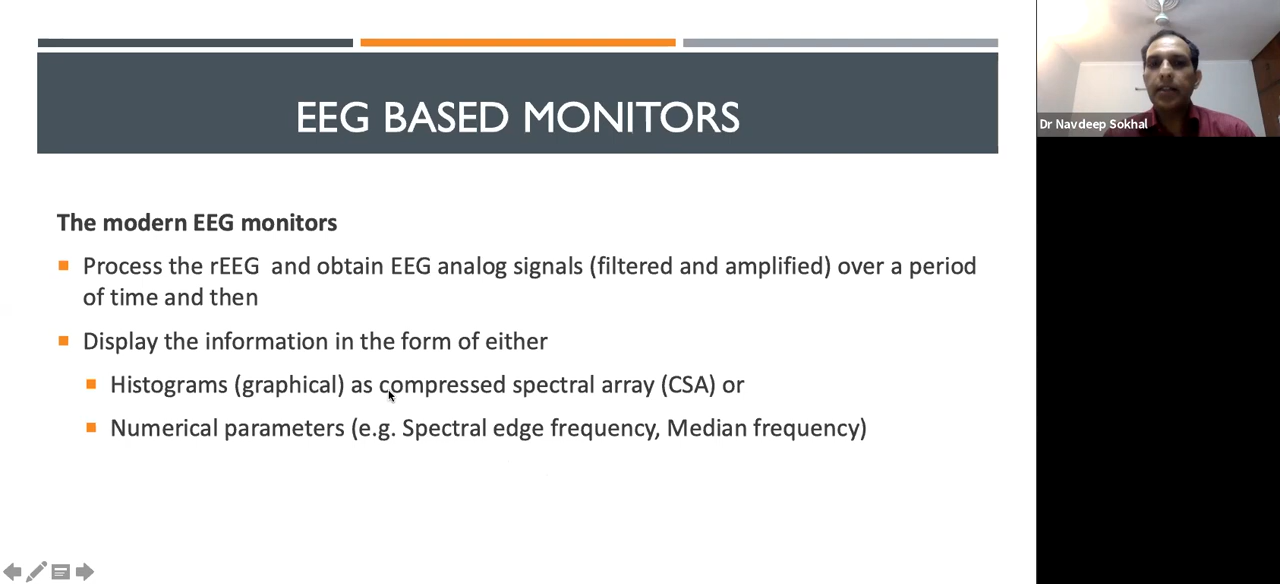 EEG BASED MONITORS
Dr Navdeep Sokhal
The modern EEG monitors
Process the rEEG and obtain EEG analog signals (filtered and amplified) over a period
of time and then
Display the information in the form of either
Histograms (graphical) as compressed spectral array (CSA) or
Numerical parameters (e.g. Spectral edge frequency, Median frequency)